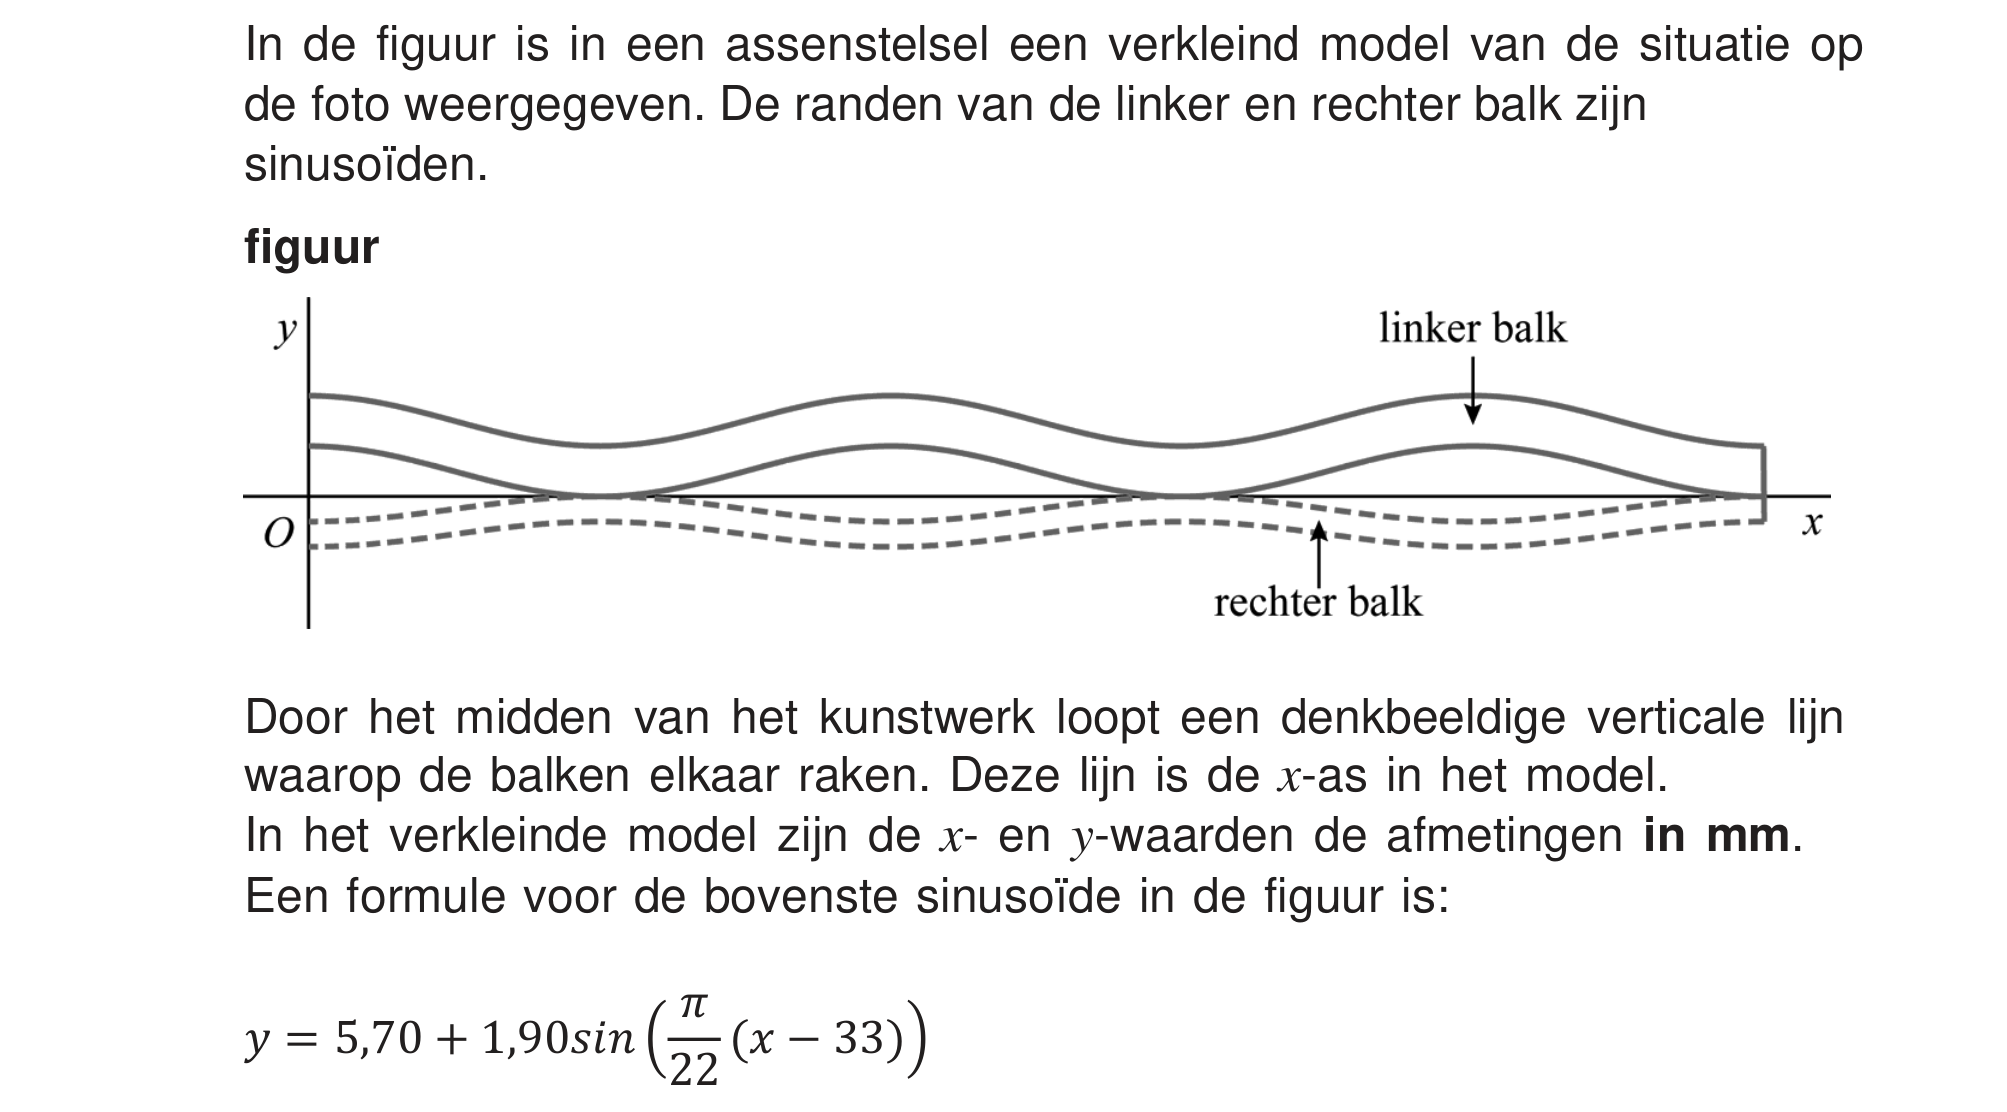 In de figuur is in een assenstelsel een verkleind model van de situatie op
de foto weergegeven. De randen van de linker en rechter balk zijn
sinusoïden.
figuur
y
linker balk
O
x
rechter balk
Door het midden van het kunstwerk loopt een denkbeeldige verticale lijn
waarop de balken elkaar raken. Deze lijn is de x-as in het model.
In het verkleinde model zijn de x- en y-waarden de afmetingen in mm.
Een formule voor de bovenste sinusoïde in de figuur is:
y = 5,70 + 1,90sin(π/22 (x − 33))